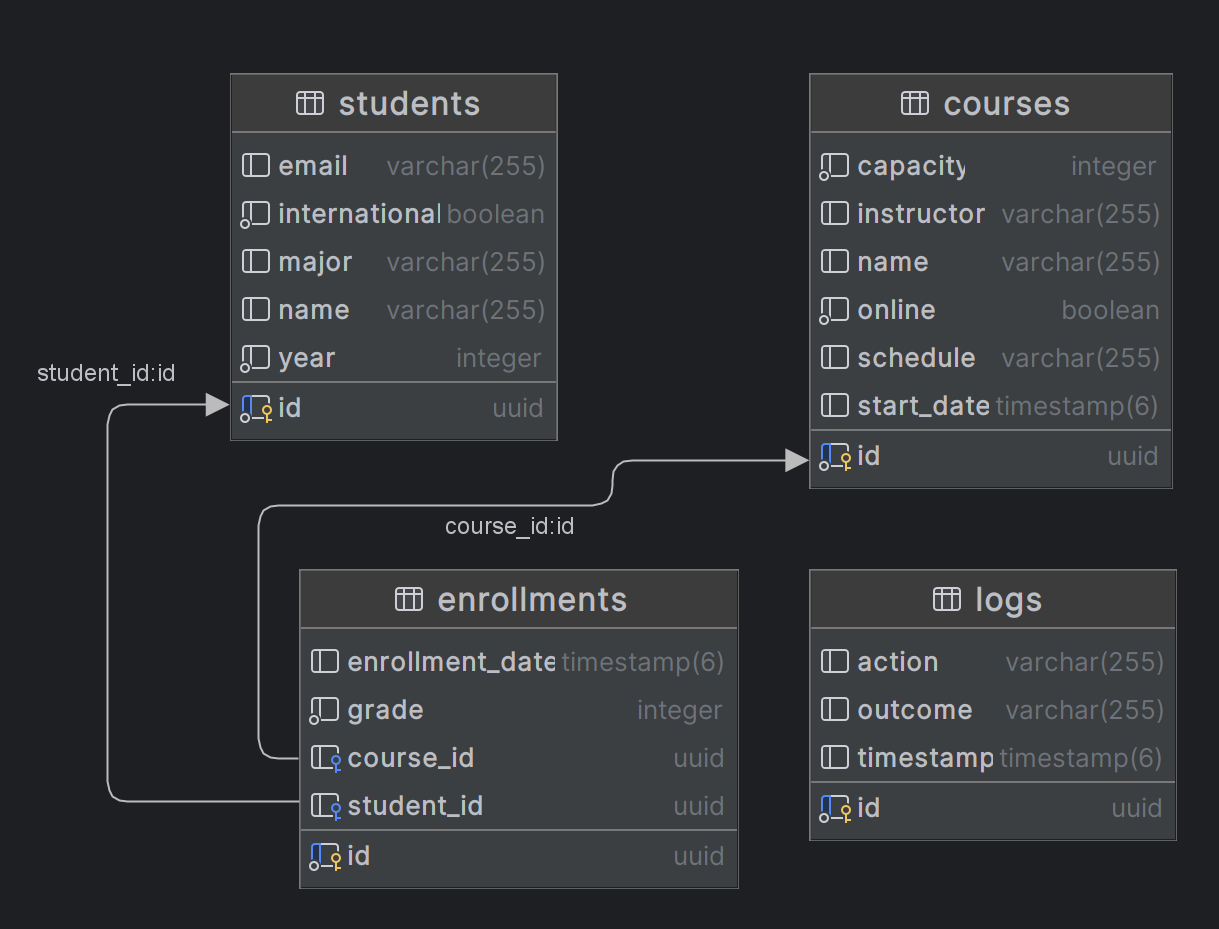 students
email varchar(255)
international boolean
major varchar(255)
name varchar(255)
year integer
id uuid
courses
capacity integer
instructor varchar(255)
name varchar(255)
online boolean
schedule varchar(255)
start_date timestamp(6)
id uuid
student_id:id
course_id:id
enrollments
enrollment_date timestamp(6)
grade integer
course_id uuid
student_id uuid
id uuid
logs
action varchar(255)
outcome varchar(255)
timestamp timestamp(6)
id uuid